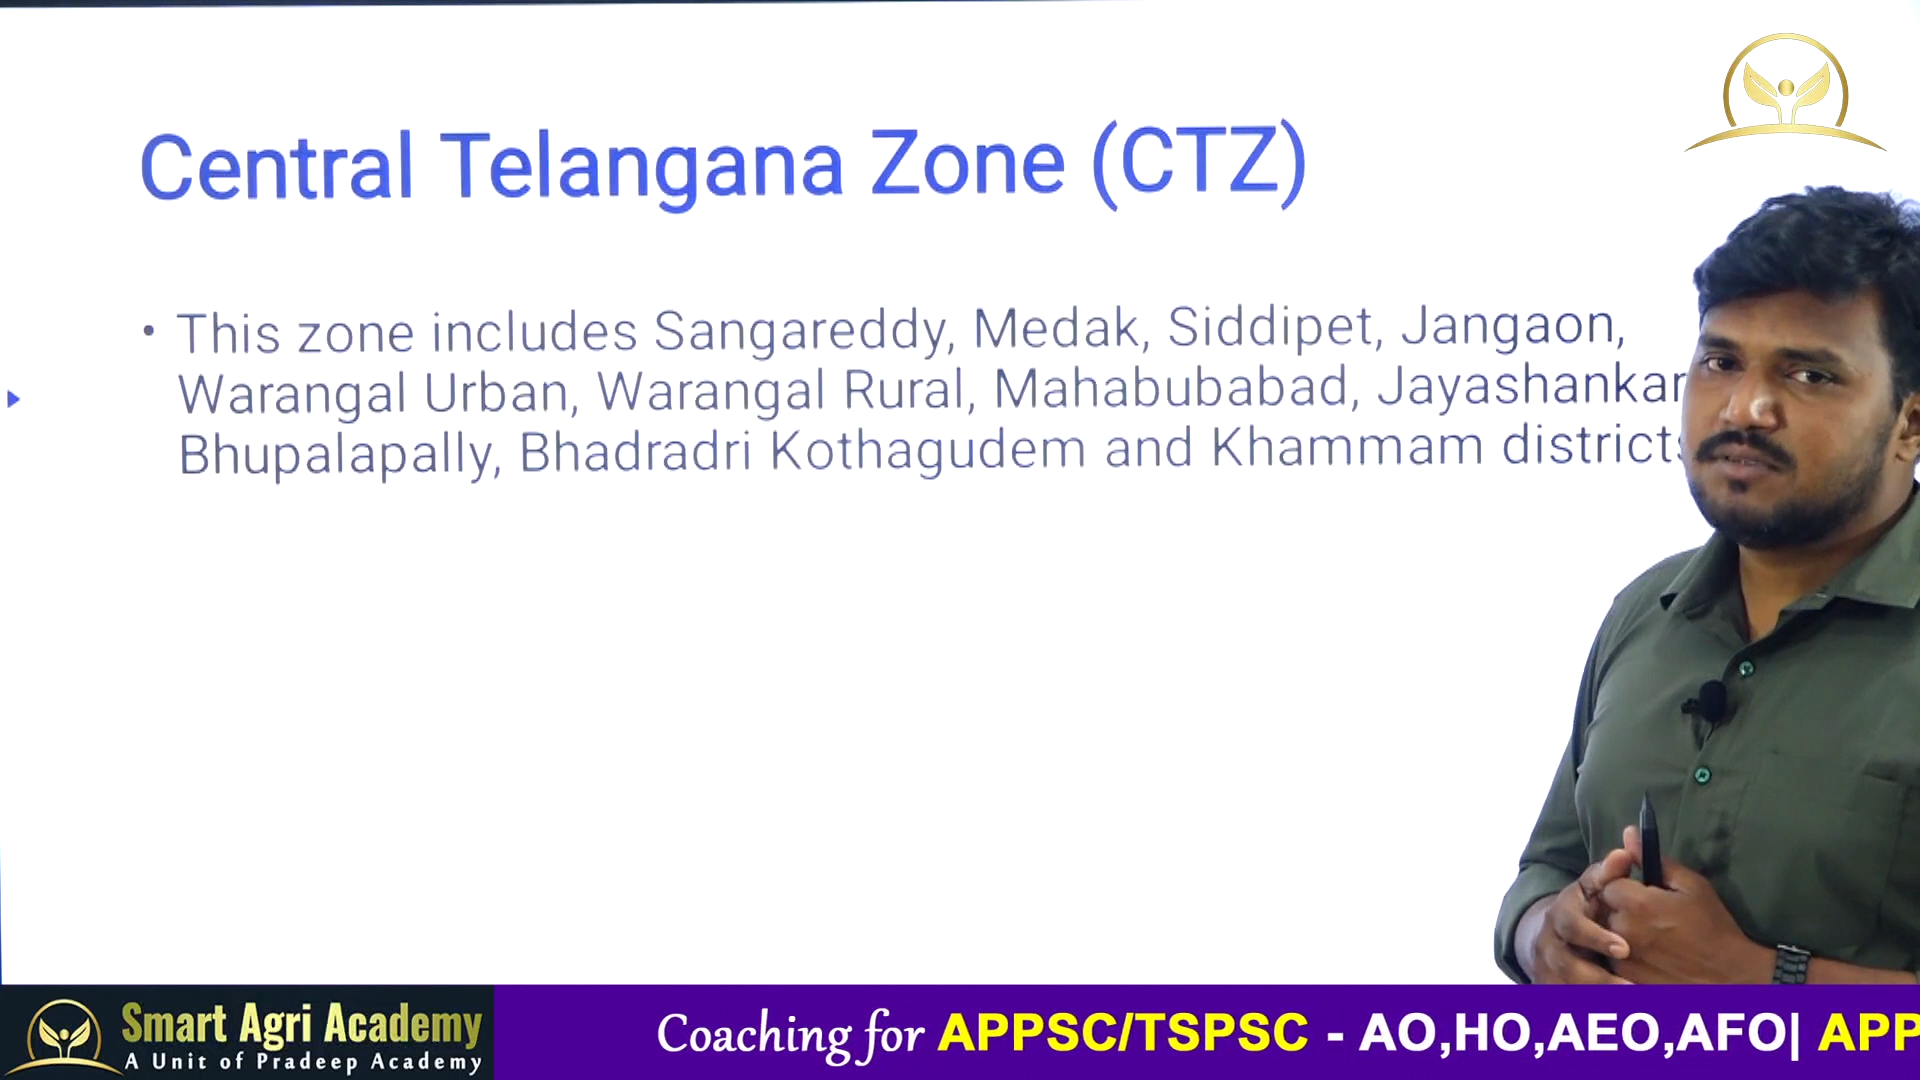 Central Telangana Zone (CTZ)
• This zone includes Sangareddy, Medak, Siddipet, Jangaon,
Warangal Urban, Warangal Rural, Mahabubabad, Jayashankar
Bhupalapally, Bhadradri Kothagudem and Khammam districts
Smart Agri Academy
A Unit of Pradeep Academy
Coaching for APPSC/TSPSC - AO,HO,AEO,AFO| APP